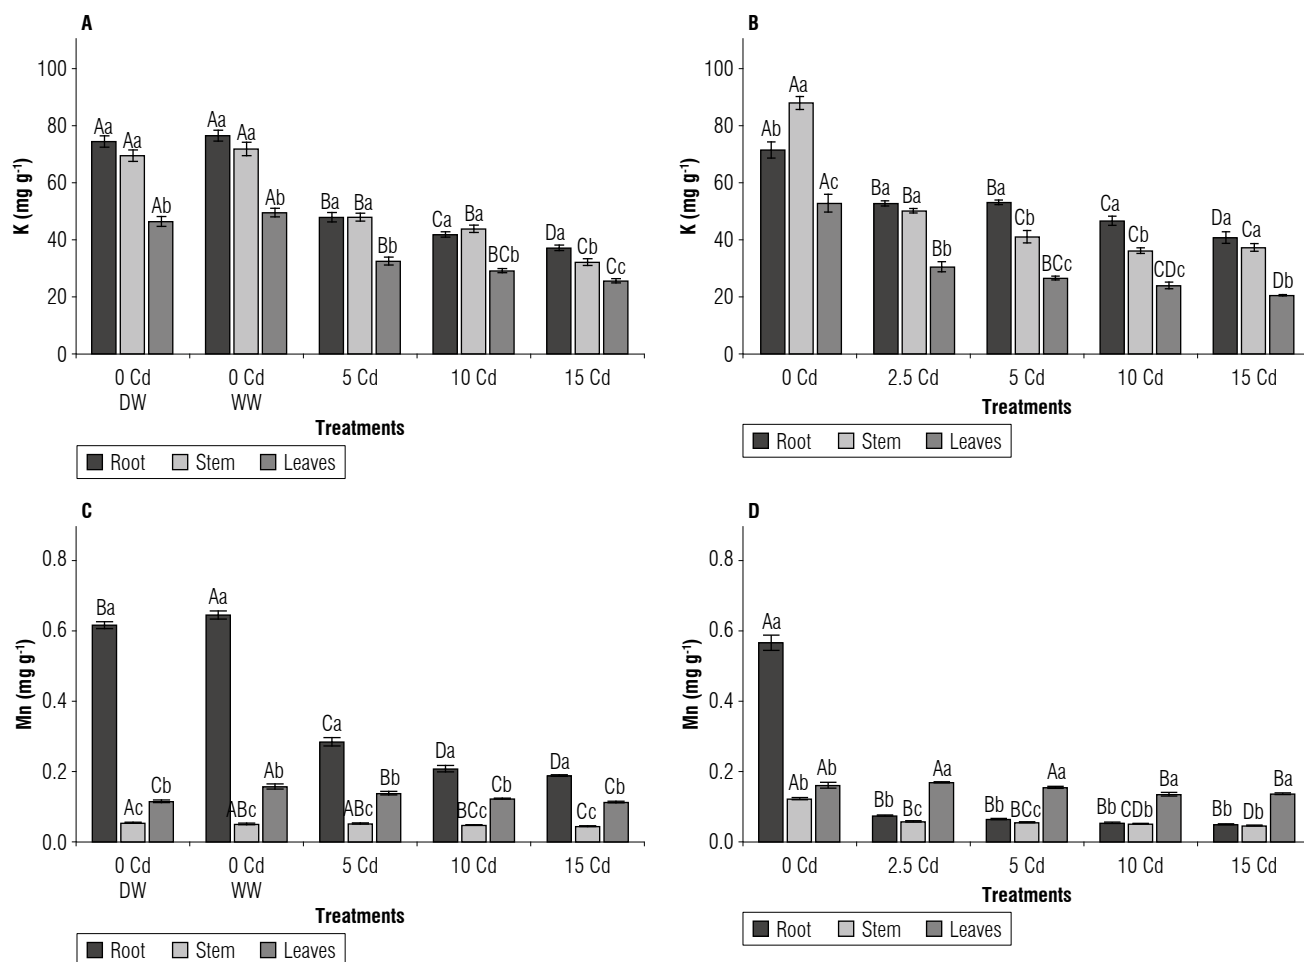 A
K (mg g-1)
100
80
60
40
20
0
Aa Aa Ab
Aa Aa Ab
Ba Ba Bb
Ca Ba BCb
Da Cb Cc
0 Cd 0 Cd 5 Cd 10 Cd 15 Cd
DW WW
Treatments
Root Stem Leaves
B
K (mg g-1)
100
80
60
40
20
0
Ab Aa Ac
Ba Ba Bb
Ba Cb BCc
Ca Cb CDc
Da Ca Db
0 Cd 2.5 Cd 5 Cd 10 Cd 15 Cd
Treatments
Root Stem Leaves
C
Mn (mg g-1)
0.8
0.6
0.4
0.2
0.0
Ba Ac Cb
Aa ABc Ab
Ca ABc Bb
Da BCc Cb
Da Cc Cb
0 Cd 0 Cd 5 Cd 10 Cd 15 Cd
DW WW
Treatments
Root Stem Leaves
D
Mn (mg g-1)
0.8
0.6
0.4
0.2
0.0
Aa Ab Ab
Bb Bc Aa
Bb BCc Aa
Bb CDb Ba
Bb Db Ba
0 Cd 2.5 Cd 5 Cd 10 Cd 15 Cd
Treatments
Root Stem Leaves